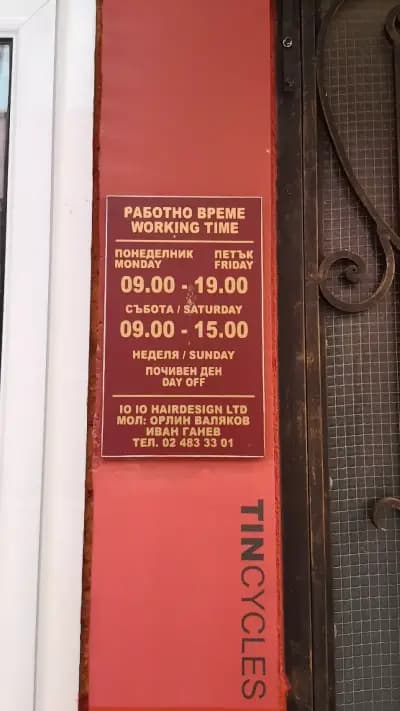 РАБОТНО ВРЕМЕ
WORKING TIME
ПОНЕДЕЛНИК ПЕТЪК
MONDAY FRIDAY
09.00 - 19.00
СЪБОТА / SATURDAY
09.00 - 15.00
НЕДЕЛЯ / SUNDAY
ПОЧИВЕН ДЕН
DAY OFF
IO IO HAIRDESIGN LTD
МОЛ: ОРЛИН ВАЛЯКОВ
ИВАН ГАНЕВ
ТЕЛ. 02 483 33 01
TINCYCLES